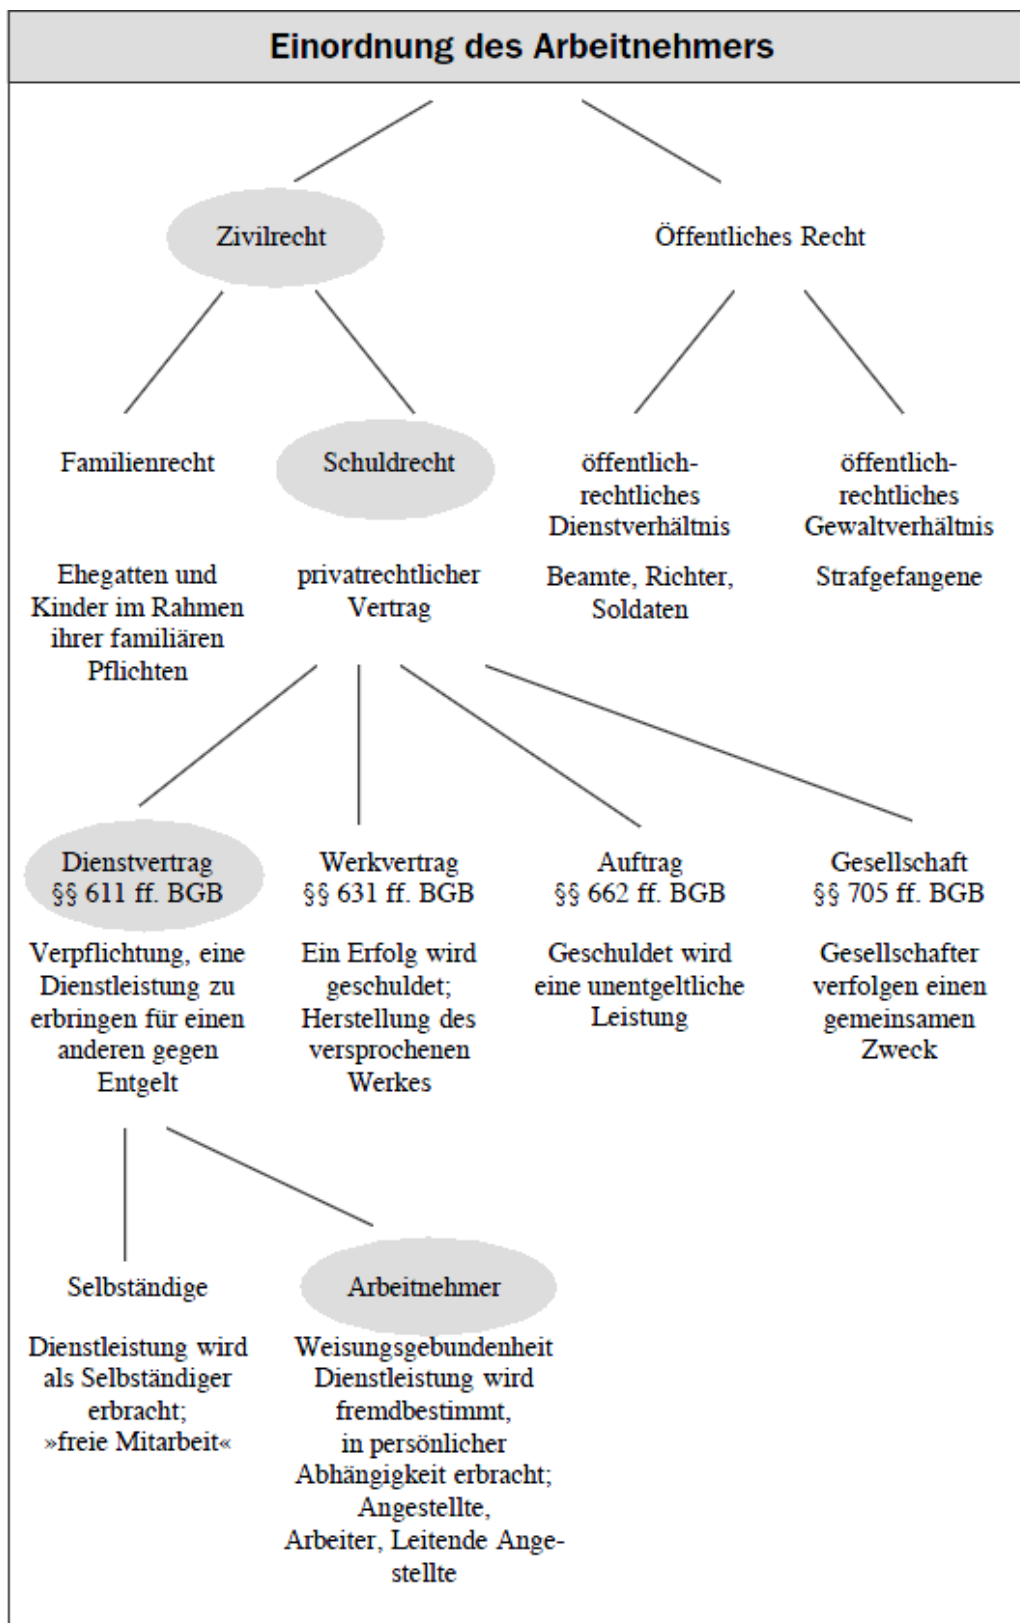 Einordnung des Arbeitnehmers
Zivilrecht
Öffentliches Recht
Familienrecht
Ehegatten und
Kinder im Rahmen
ihrer familiären
Pflichten
Schuldrecht
privatrechtlicher
Vertrag
öffentlich-
rechtliches
Dienstverhältnis
Beamte, Richter,
Soldaten
öffentlich-
rechtliches
Gewaltverhältnis
Strafgefangene
Dienstvertrag
§§ 611 ff. BGB
Verpflichtung, eine
Dienstleistung zu
erbringen für einen
anderen gegen
Entgelt
Werkvertrag
§§ 631 ff. BGB
Ein Erfolg wird
geschuldet;
Herstellung des
versprochenen
Werkes
Auftrag
§§ 662 ff. BGB
Geschuldet wird
eine unentgeltliche
Leistung
Gesellschaft
§§ 705 ff. BGB
Gesellschafter
verfolgen einen
gemeinsamen
Zweck
Selbständige
Dienstleistung wird
als Selbständiger
erbracht;
»freie Mitarbeit«
Arbeitnehmer
Weisungsgebundenheit
Dienstleistung wird
fremdbestimmt,
in persönlicher
Abhängigkeit erbracht;
Angestellte,
Arbeiter, Leitende Ange-
stellte